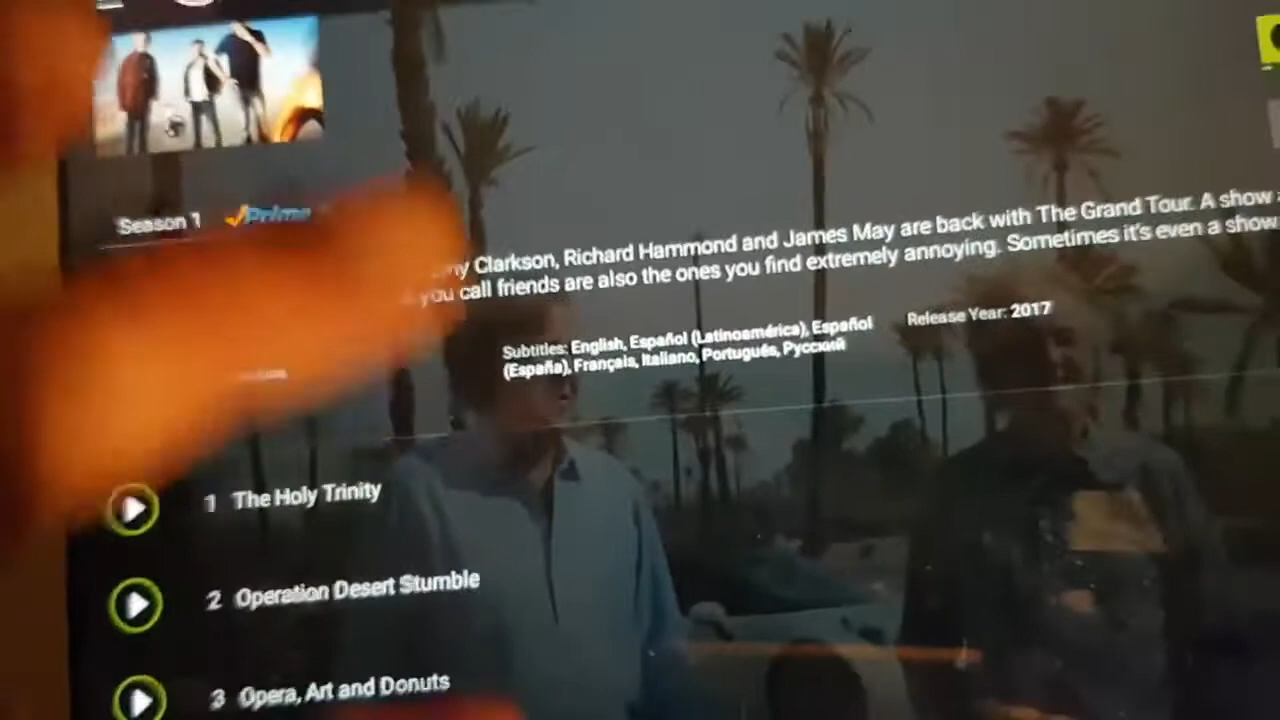 Season 1 Prime
Clarkson, Richard Hammond and James May are back with The Grand Tour. A show
you call friends are also the ones you find extremely annoying. Sometimes it's even a show
Subtitles: English, Español (Latinoamérica), Español
(España), Français, Italiano, Português, Русский
Release Year: 2017
1 The Holy Trinity
2 Operation Desert Stumble
3 Opera, Art and Donuts